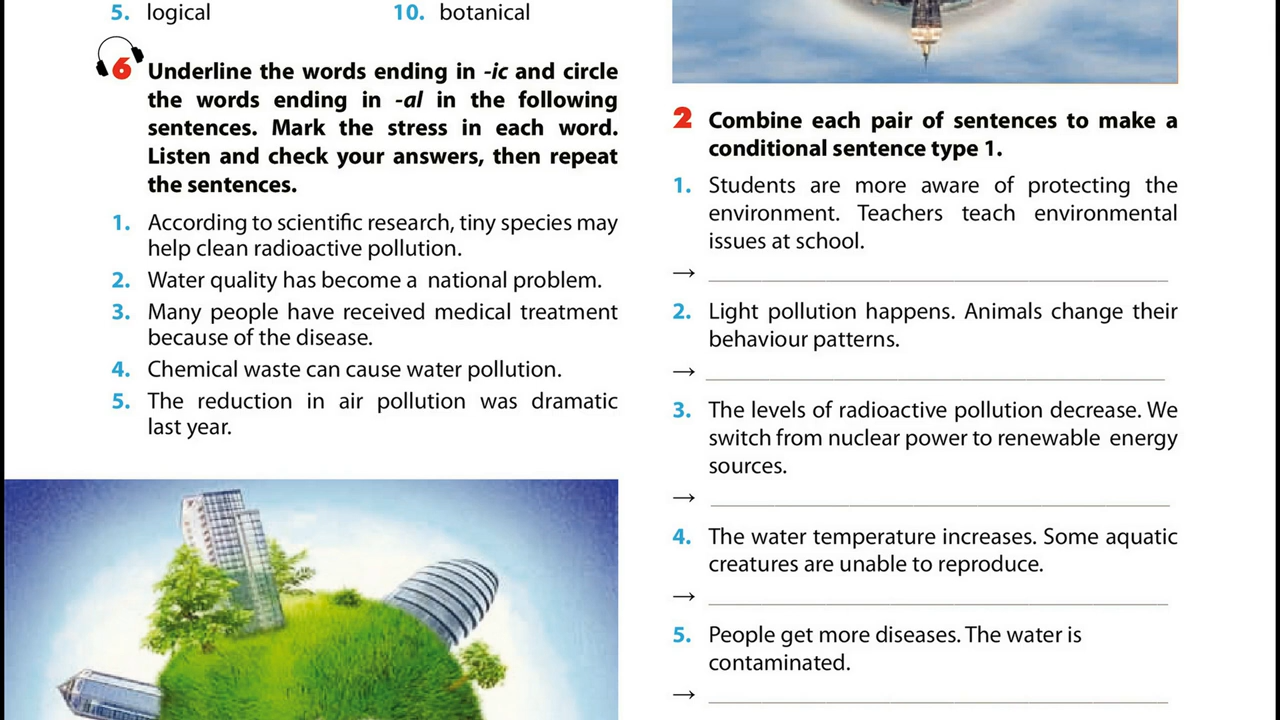 5. logical
10. botanical
6 Underline the words ending in -ic and circle
the words ending in -al in the following
sentences. Mark the stress in each word.
Listen and check your answers, then repeat
the sentences.
1. According to scientific research, tiny species may
help clean radioactive pollution.
2. Water quality has become a national problem.
3. Many people have received medical treatment
because of the disease.
4. Chemical waste can cause water pollution.
5. The reduction in air pollution was dramatic
last year.
2 Combine each pair of sentences to make a
conditional sentence type 1.
1. Students are more aware of protecting the
environment. Teachers teach environmental
issues at school.
→
2. Light pollution happens. Animals change their
behaviour patterns.
→
3. The levels of radioactive pollution decrease. We
switch from nuclear power to renewable energy
sources.
→
4. The water temperature increases. Some aquatic
creatures are unable to reproduce.
→
5. People get more diseases. The water is
contaminated.
→